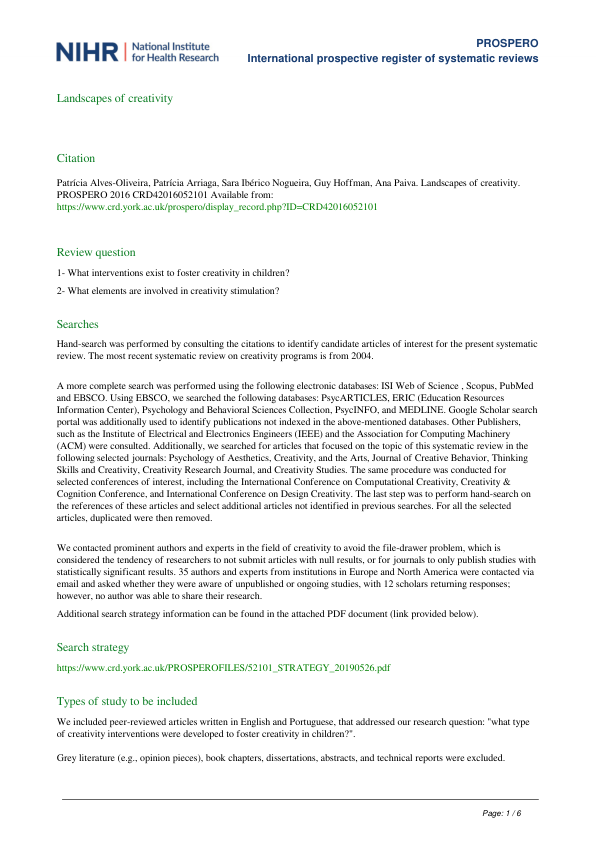 NIHR | National Institute
for Health Research
PROSPERO
International prospective register of systematic reviews
Landscapes of creativity
Citation
Patrícia Alves-Oliveira, Patrícia Arriaga, Sara Ibérico Nogueira, Guy Hoffman, Ana Paiva. Landscapes of creativity.
PROSPERO 2016 CRD42016052101 Available from:
https://www.crd.york.ac.uk/prospero/display_record.php?ID=CRD42016052101
Review question
1- What interventions exist to foster creativity in children?
2- What elements are involved in creativity stimulation?
Searches
Hand-search was performed by consulting the citations to identify candidate articles of interest for the present systematic
review. The most recent systematic review on creativity programs is from 2004.
A more complete search was performed using the following electronic databases: ISI Web of Science , Scopus, PubMed
and EBSCO. Using EBSCO, we searched the following databases: PsycARTICLES, ERIC (Education Resources
Information Center), Psychology and Behavioral Sciences Collection, PsycINFO, and MEDLINE. Google Scholar search
portal was additionally used to identify publications not indexed in the above-mentioned databases. Other Publishers,
such as the Institute of Electrical and Electronics Engineers (IEEE) and the Association for Computing Machinery
(ACM) were consulted. Additionally, we searched for articles that focused on the topic of this systematic review in the
following selected journals: Psychology of Aesthetics, Creativity, and the Arts, Journal of Creative Behavior, Thinking
Skills and Creativity, Creativity Research Journal, and Creativity Studies. The same procedure was conducted for
selected conferences of interest, including the International Conference on Computational Creativity, Creativity &
Cognition Conference, and International Conference on Design Creativity. The last step was to perform hand-search on
the references of these articles and select additional articles not identified in previous searches. For all the selected
articles, duplicated were then removed.
We contacted prominent authors and experts in the field of creativity to avoid the file-drawer problem, which is
considered the tendency of researchers to not submit articles with null results, or for journals to only publish studies with
statistically significant results. 35 authors and experts from institutions in Europe and North America were contacted via
email and asked whether they were aware of unpublished or ongoing studies, with 12 scholars returning responses;
however, no author was able to share their research.
Additional search strategy information can be found in the attached PDF document (link provided below).
Search strategy
https://www.crd.york.ac.uk/PROSPEROFILES/52101_STRATEGY_20190526.pdf
Types of study to be included
We included peer-reviewed articles written in English and Portuguese, that addressed our research question: "what type
of creativity interventions were developed to foster creativity in children?".
Grey literature (e.g., opinion pieces), book chapters, dissertations, abstracts, and technical reports were excluded.
Page: 1 / 6